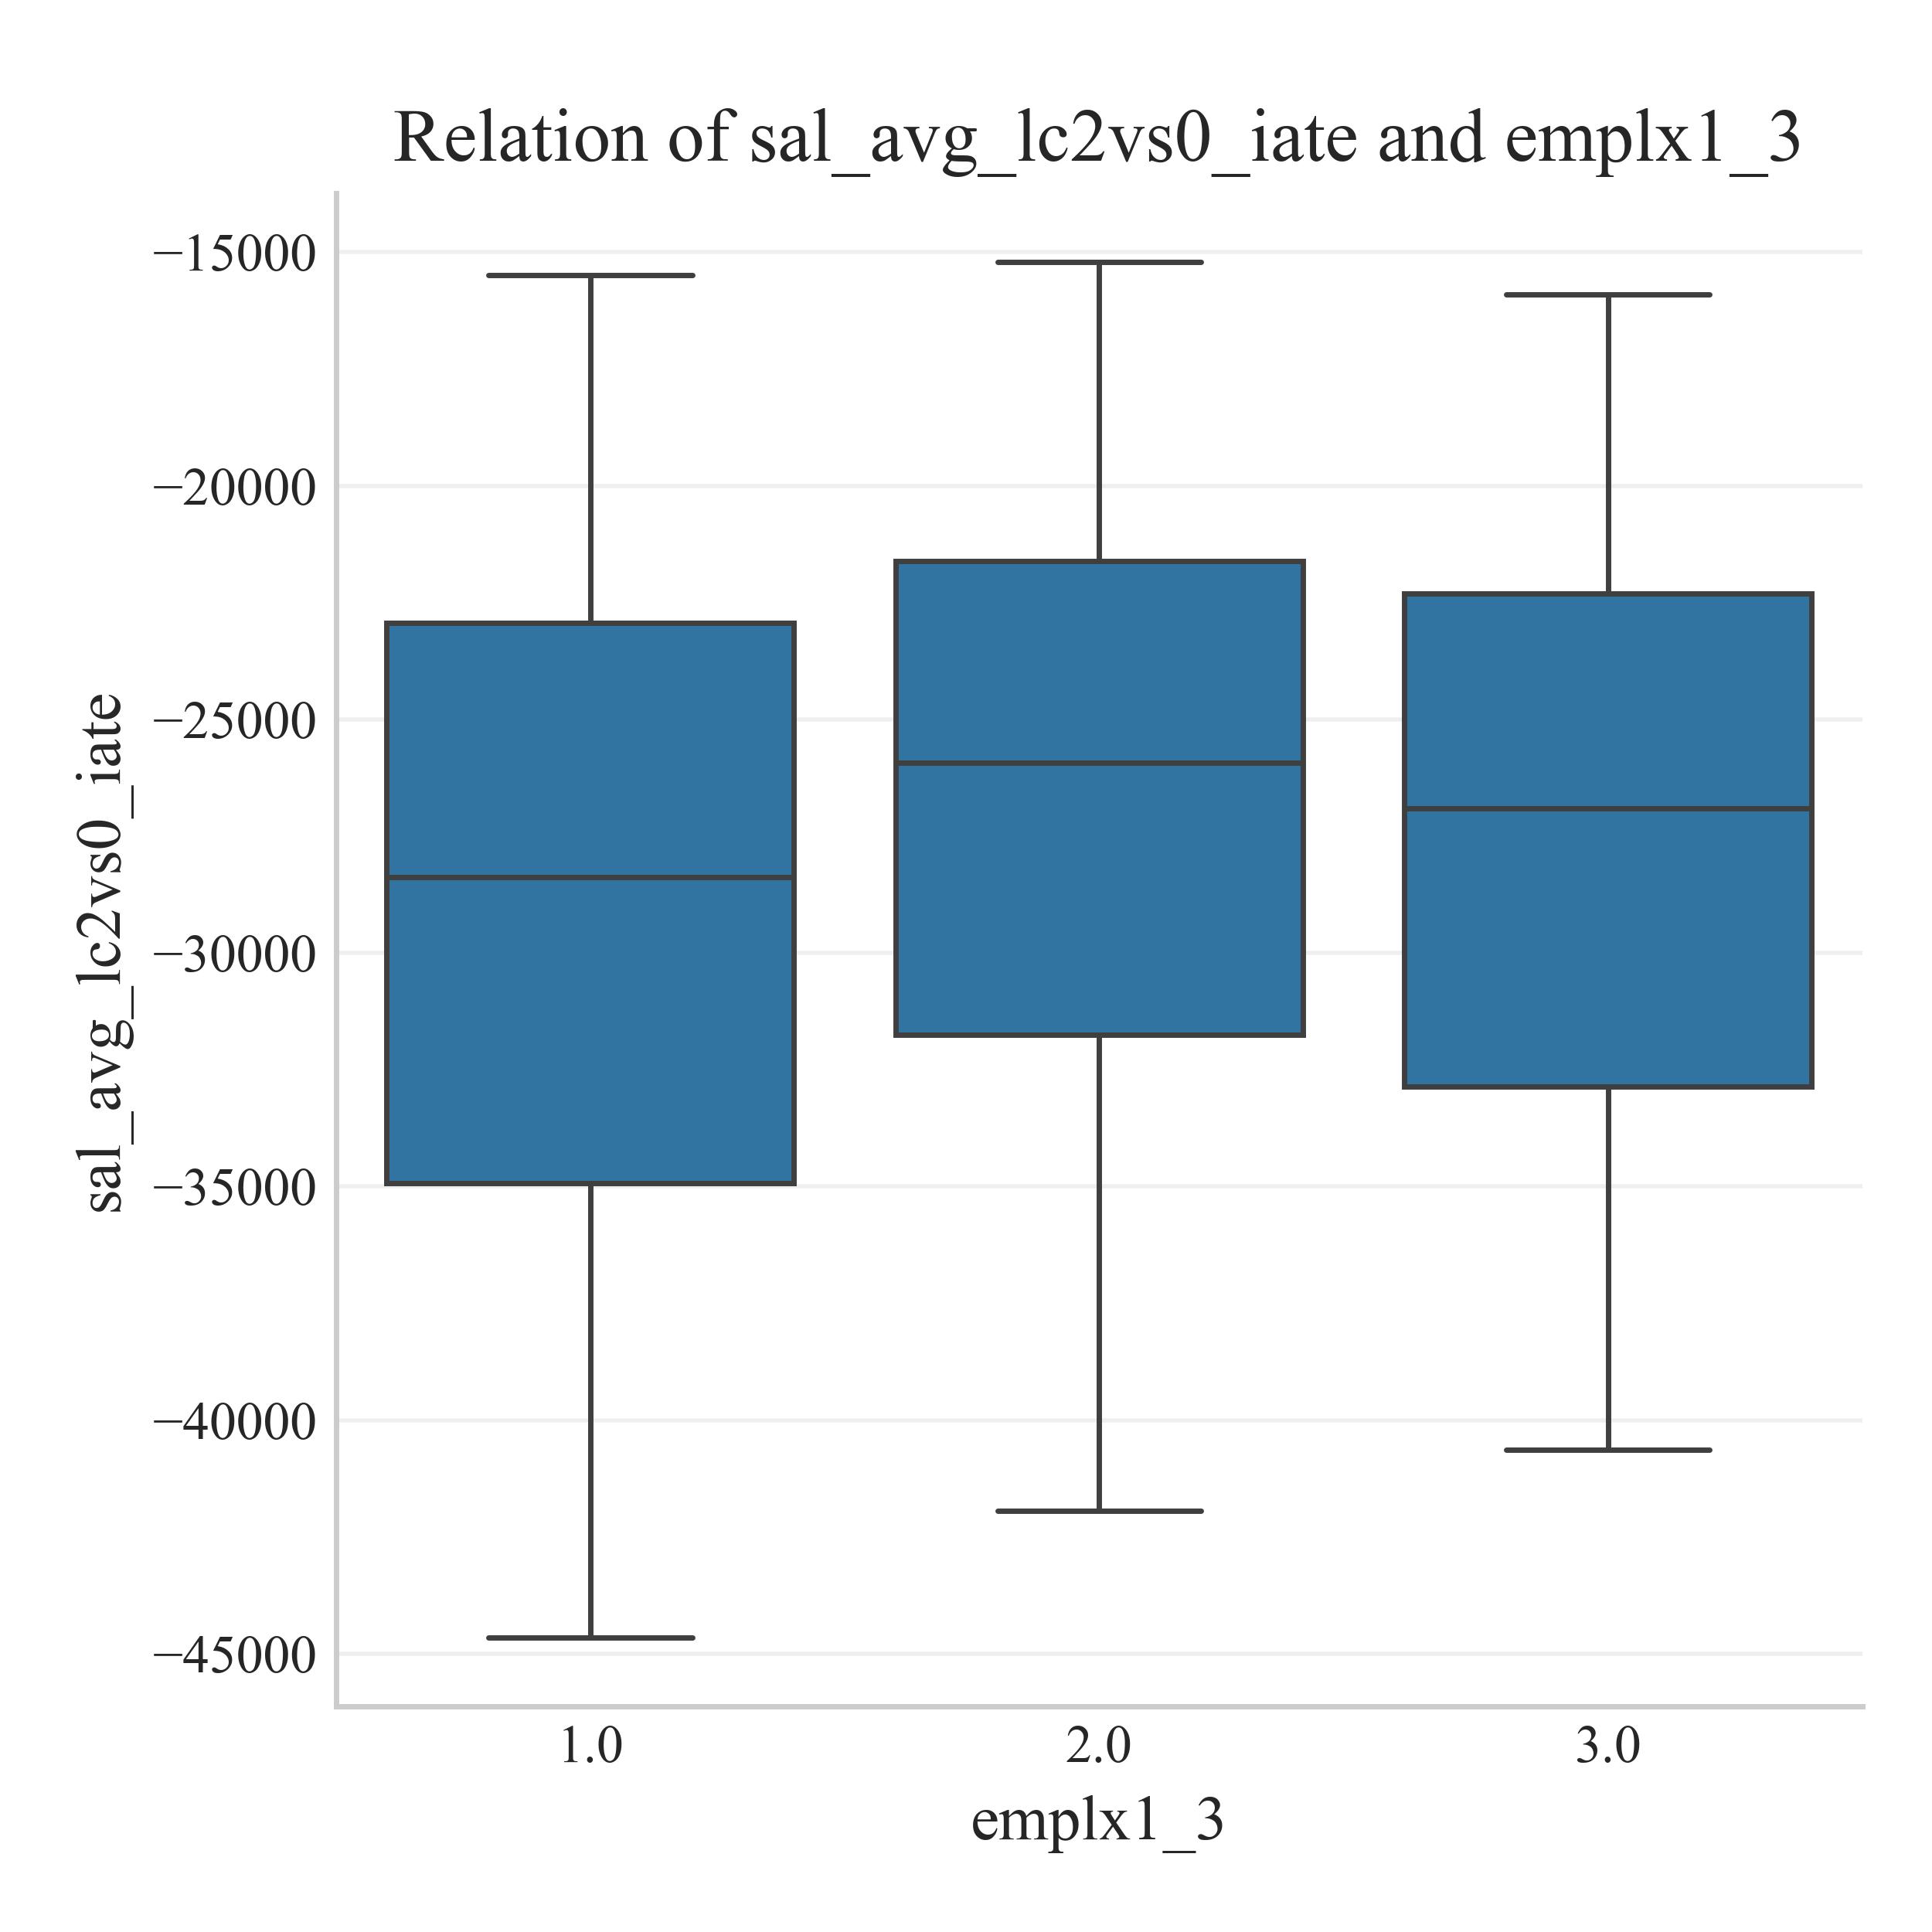 Relation of sal_avg_lc2vs0_iate and emplx1_3
−15000
−20000
−25000
−30000
−35000
−40000
−45000
sal_avg_lc2vs0_iate
1.0 2.0 3.0
emplx1_3